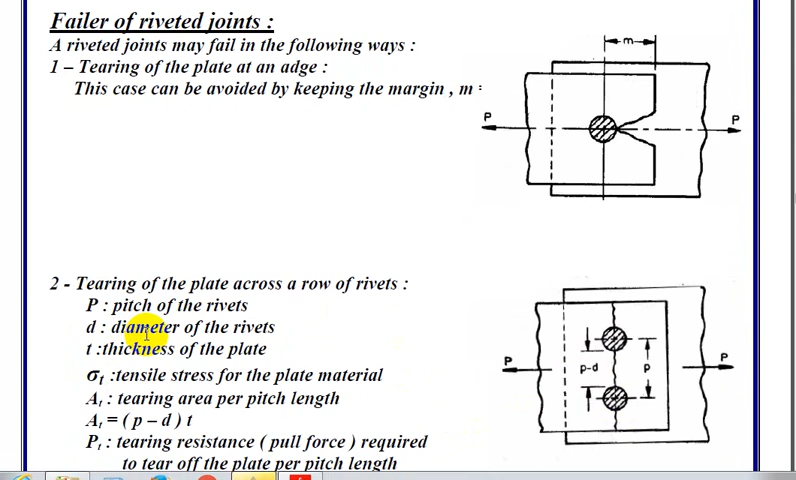 Failer of riveted joints :
A riveted joints may fail in the following ways :
1 – Tearing of the plate at an adge :
This case can be avoided by keeping the margin , m =
m
P
P
2 - Tearing of the plate across a row of rivets :
P : pitch of the rivets
d : diameter of the rivets
t :thickness of the plate
σt :tensile stress for the plate material
At : tearing area per pitch length
At = ( p – d ) t
Pt : tearing resistance ( pull force ) required
to tear off the plate per pitch length
P
p-d
p
P